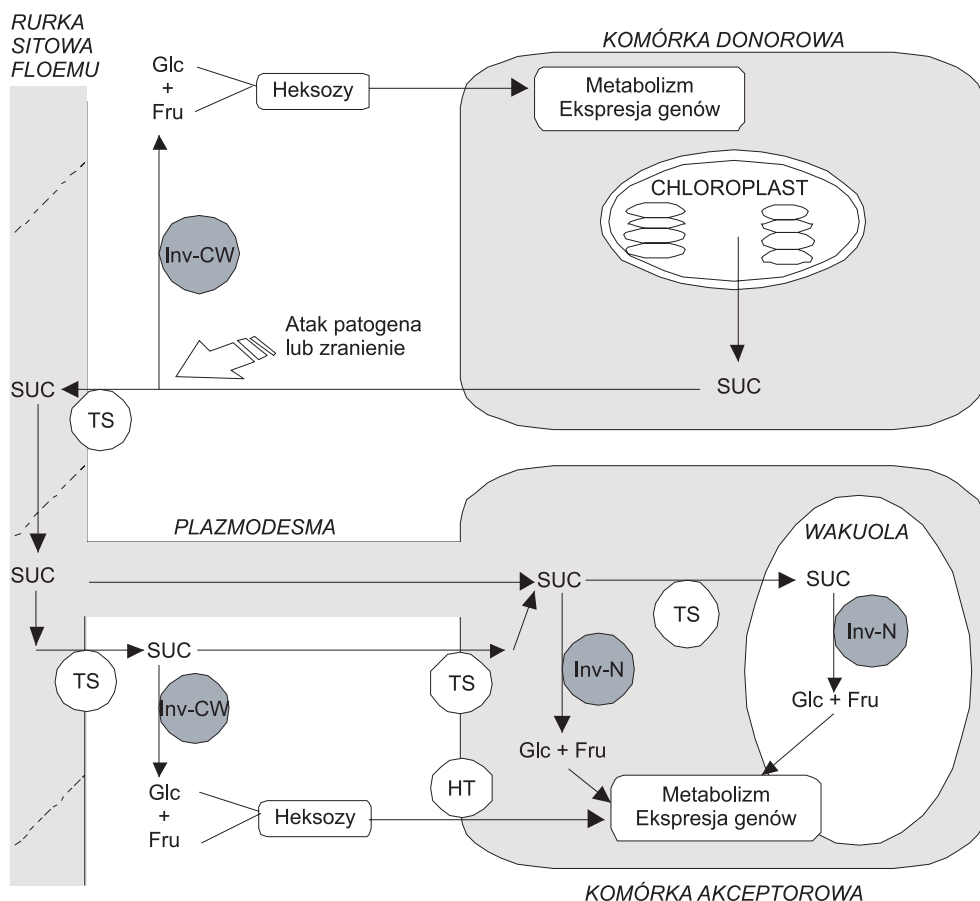 RURKA
SITOWA
FLOEMU
KOMÓRKA DONOROWA
Glc
+
Fru
Heksozy
Metabolizm
Ekspresja genów
CHLOROPLAST
Inv-CW
Atak patogena
lub zranienie
SUC
TS
SUC
PLAZMODESMA
WAKUOLA
SUC
SUC
TS
SUC
Inv-N
Inv-N
TS
SUC
TS
Inv-CW
Glc + Fru
Glc + Fru
HT
Glc
+
Fru
Heksozy
Metabolizm
Ekspresja genów
KOMÓRKA AKCEPTOROWA